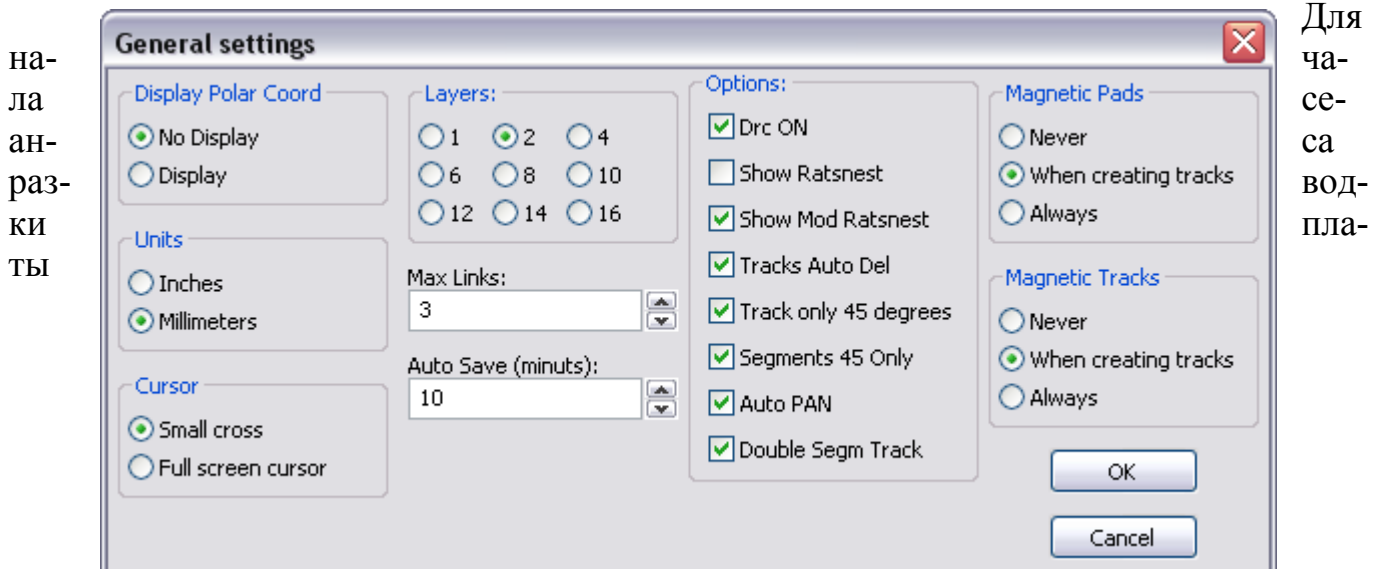 Для
General settings
на- ча-
ла се-
ан- са
раз- вод-
ки пла-
ты
Display Polar Coord
No Display
Display
Units
Inches
Millimeters
Cursor
Small cross
Full screen cursor
Layers:
1 2 4
6 8 10
12 14 16
Max Links:
3
Auto Save (minuts):
10
Options:
Drc ON
Show Ratsnest
Show Mod Ratsnest
Tracks Auto Del
Track only 45 degrees
Segments 45 Only
Auto PAN
Double Segm Track
Magnetic Pads
Never
When creating tracks
Always
Magnetic Tracks
Never
When creating tracks
Always
OK
Cancel